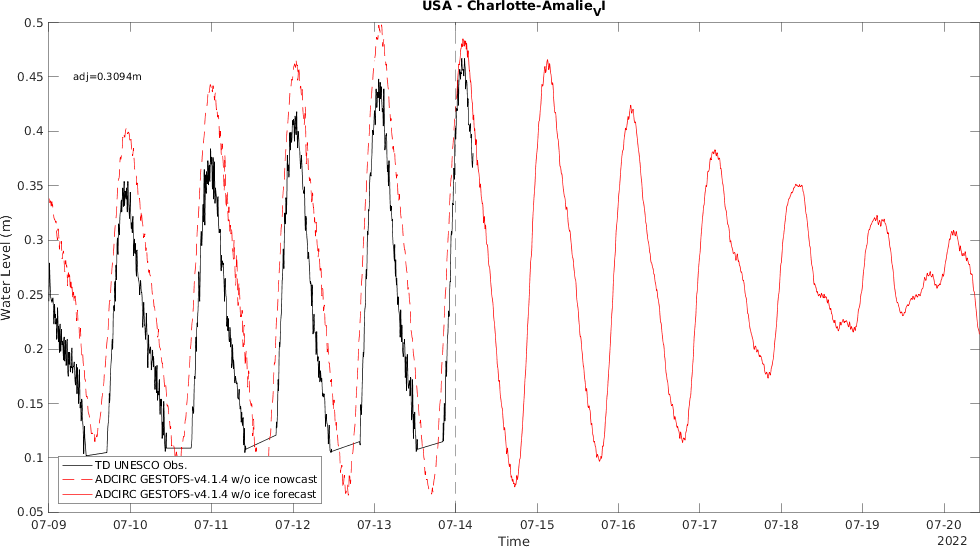 USA - Charlotte-Amalie_VI
0.5
0.45
0.4
0.35
0.3
0.25
0.2
0.15
0.1
0.05
Water Level (m)
adj=0.3094m
TD UNESCO Obs.
ADCIRC GESTOFS-v4.1.4 w/o ice nowcast
ADCIRC GESTOFS-v4.1.4 w/o ice forecast
07-09 07-10 07-11 07-12 07-13 07-14 07-15 07-16 07-17 07-18 07-19 07-20
Time
2022